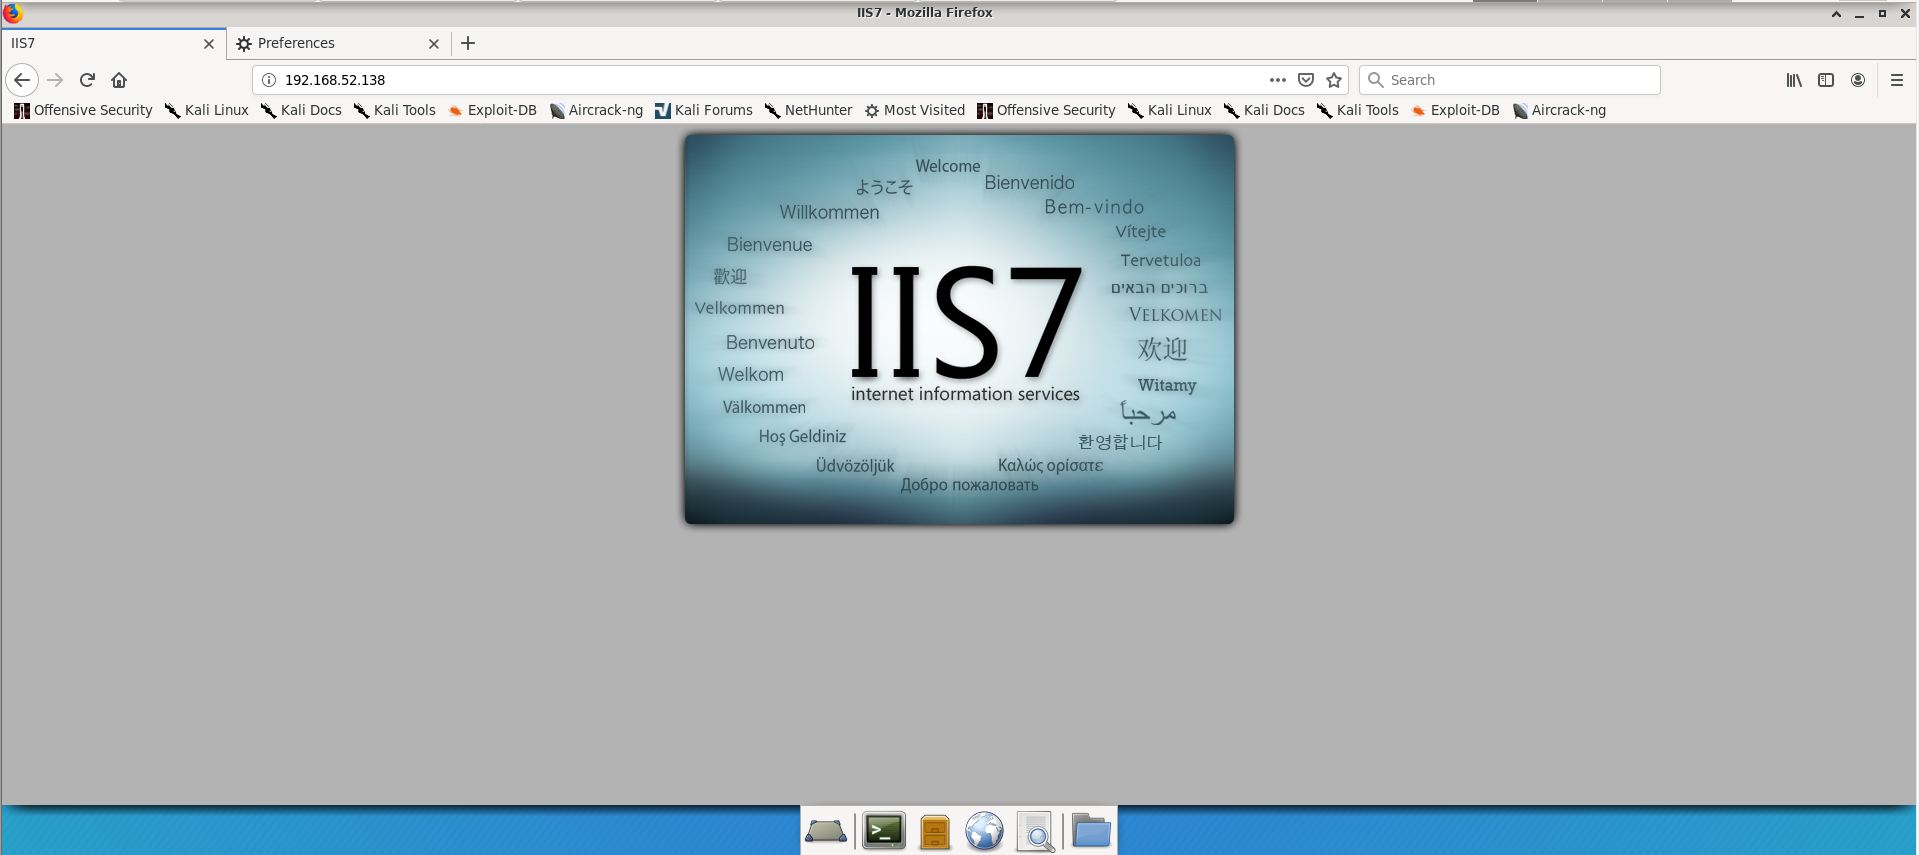 IIS7 - Mozilla Firefox
IIS7
Preferences
192.168.52.138
Search
Offensive Security Kali Linux Kali Docs Kali Tools Exploit-DB Aircrack-ng Kali Forums NetHunter Most Visited Offensive Security Kali Linux Kali Docs Kali Tools Exploit-DB Aircrack-ng
Welcome
ようこそ
Bienvenido
Willkommen
Bem-vindo
Vítejte
Bienvenue
Tervetuloa
歡迎
ברוכים הבאים
Velkommen
VELKOMEN
IIS7
Benvenuto
欢迎
Welkom
Witamy
internet information services
Välkommen
مرحباً
Hoş Geldiniz
환영합니다
Üdvözöljük
Καλώς ορίσατε
Добро пожаловать